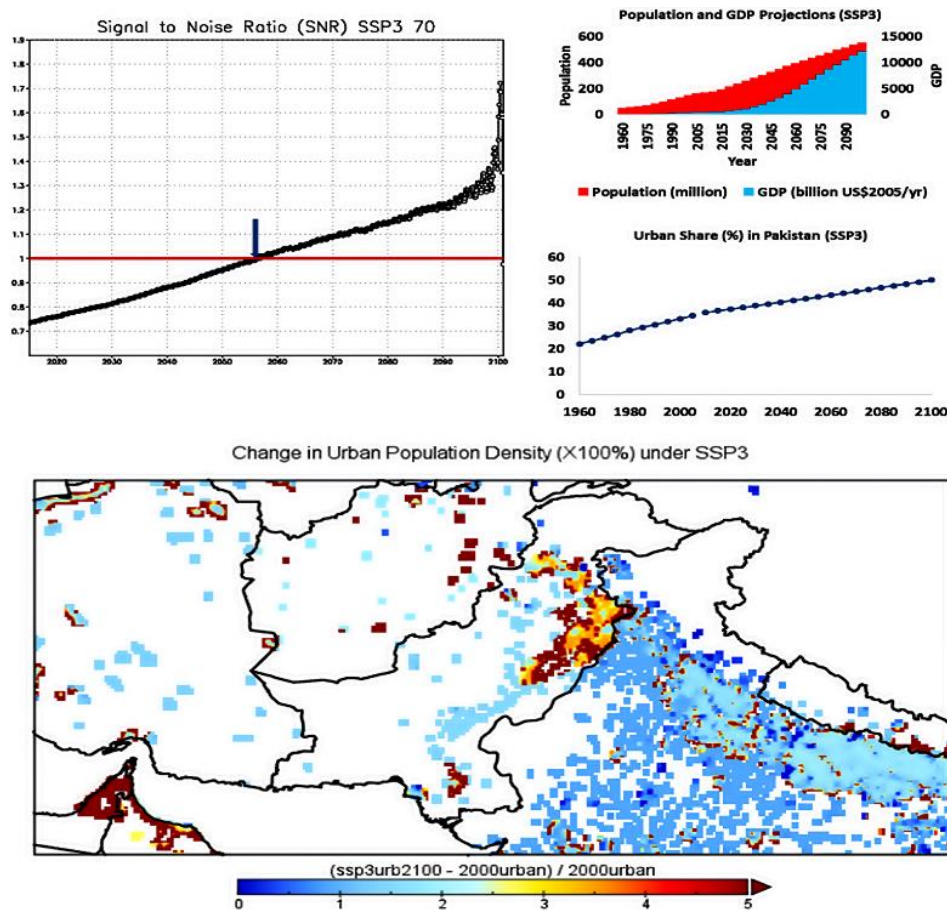 Signal to Noise Ratio (SNR) SSP3 70
1.9
1.8
1.7
1.6
1.5
1.4
1.3
1.2
1.1
1
0.9
0.8
0.7
2020 2030 2040 2050 2060 2070 2080 2090 2100
Population and GDP Projections (SSP3)
600 15000
400 10000
200 5000
0 0
Population
GDP
1960 1975 1990 2005 2015 2030 2045 2060 2075 2090
Year
Population (million) GDP (billion US$2005/yr)
Urban Share (%) in Pakistan (SSP3)
60
50
40
30
20
10
0
1960 1980 2000 2020 2040 2060 2080 2100
Change in Urban Population Density (X100%) under SSP3
(ssp3urb2100 - 2000urban) / 2000urban
0 1 2 3 4 5